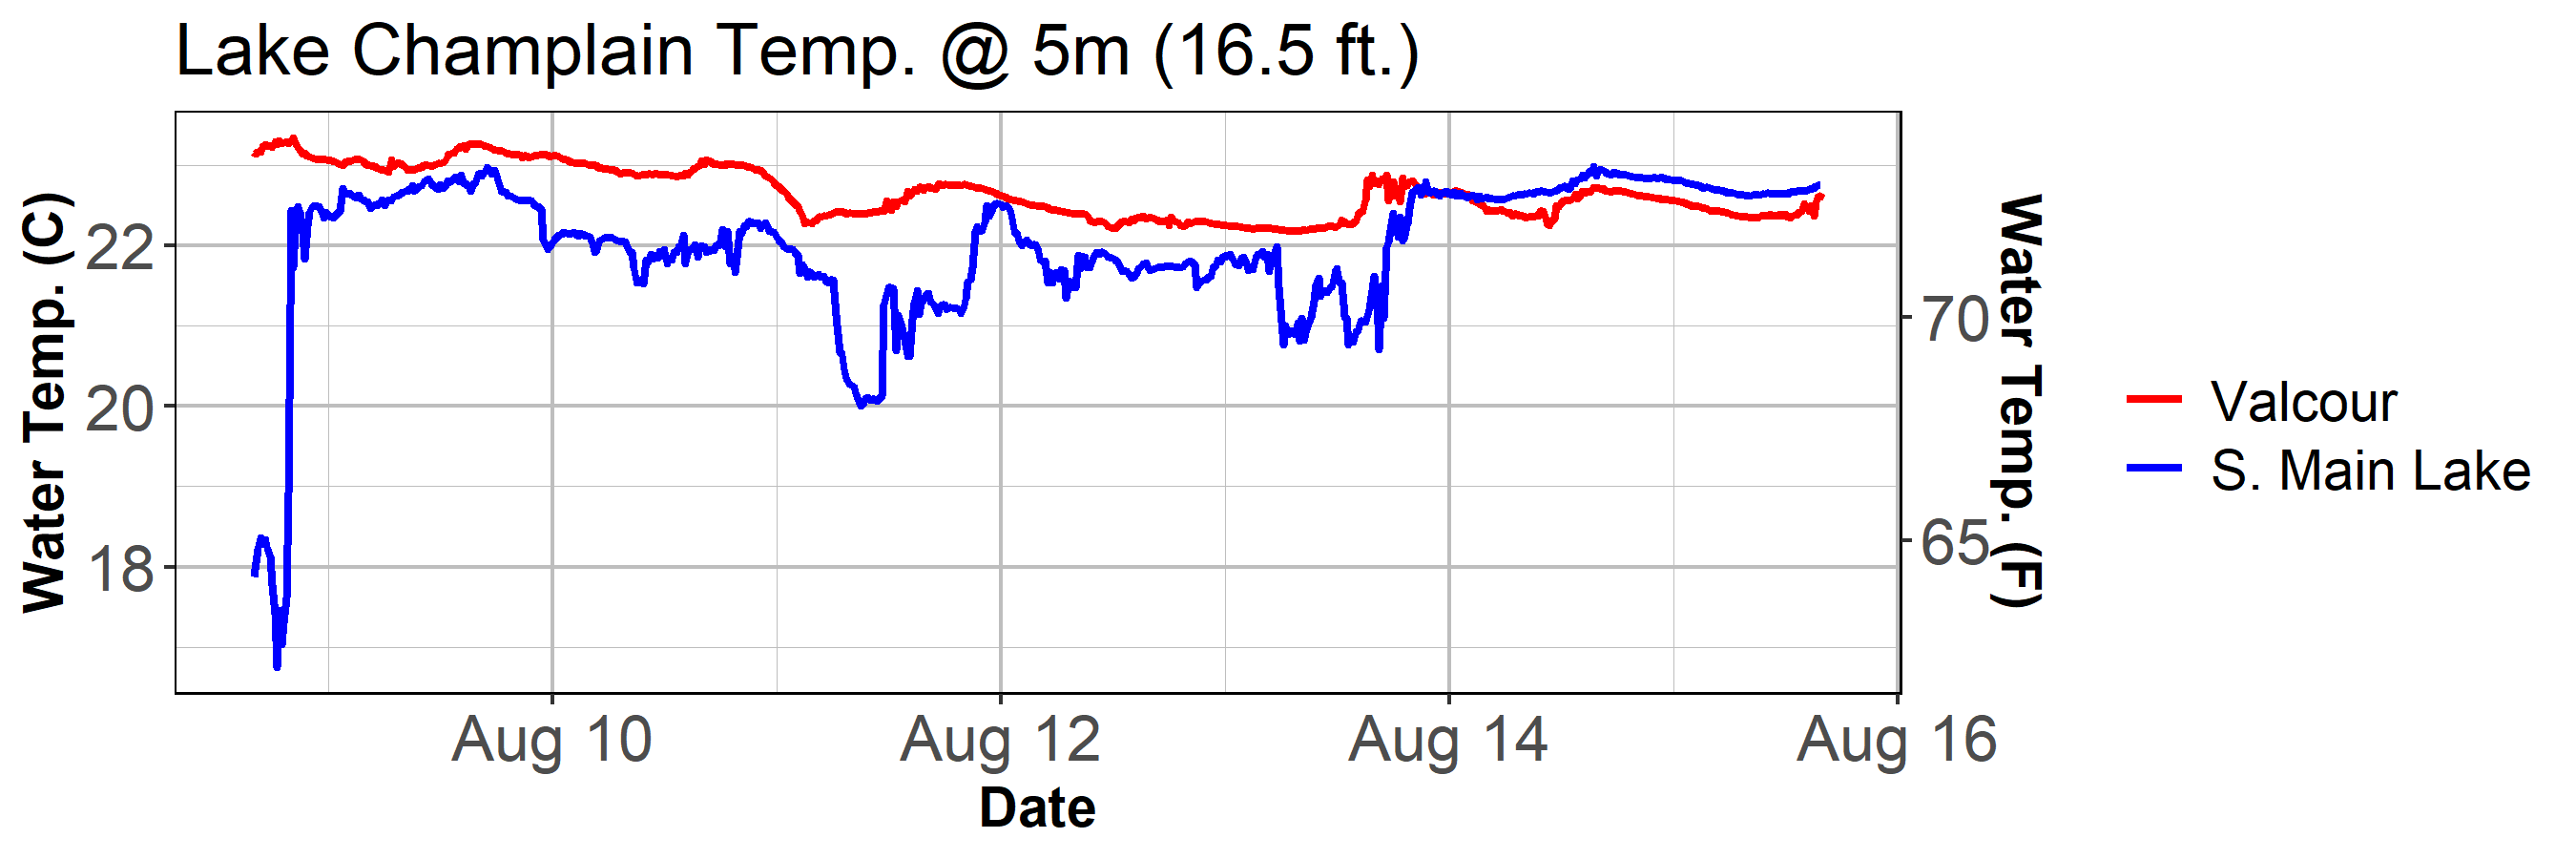 Lake Champlain Temp. @ 5m (16.5 ft.)
Water Temp. (C)
22
20
18
70
65
Water Temp. (F)
Valcour
S. Main Lake
Aug 10
Aug 12
Aug 14
Aug 16
Date